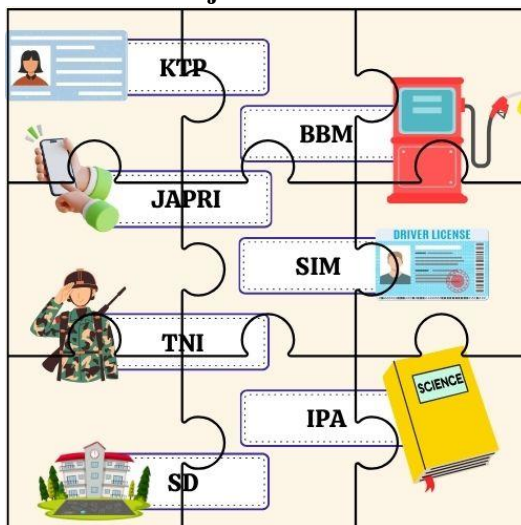 KTP
BBM
JAPRI
DRIVER LICENSE
SIM
TNI
SCIENCE
IPA
SD